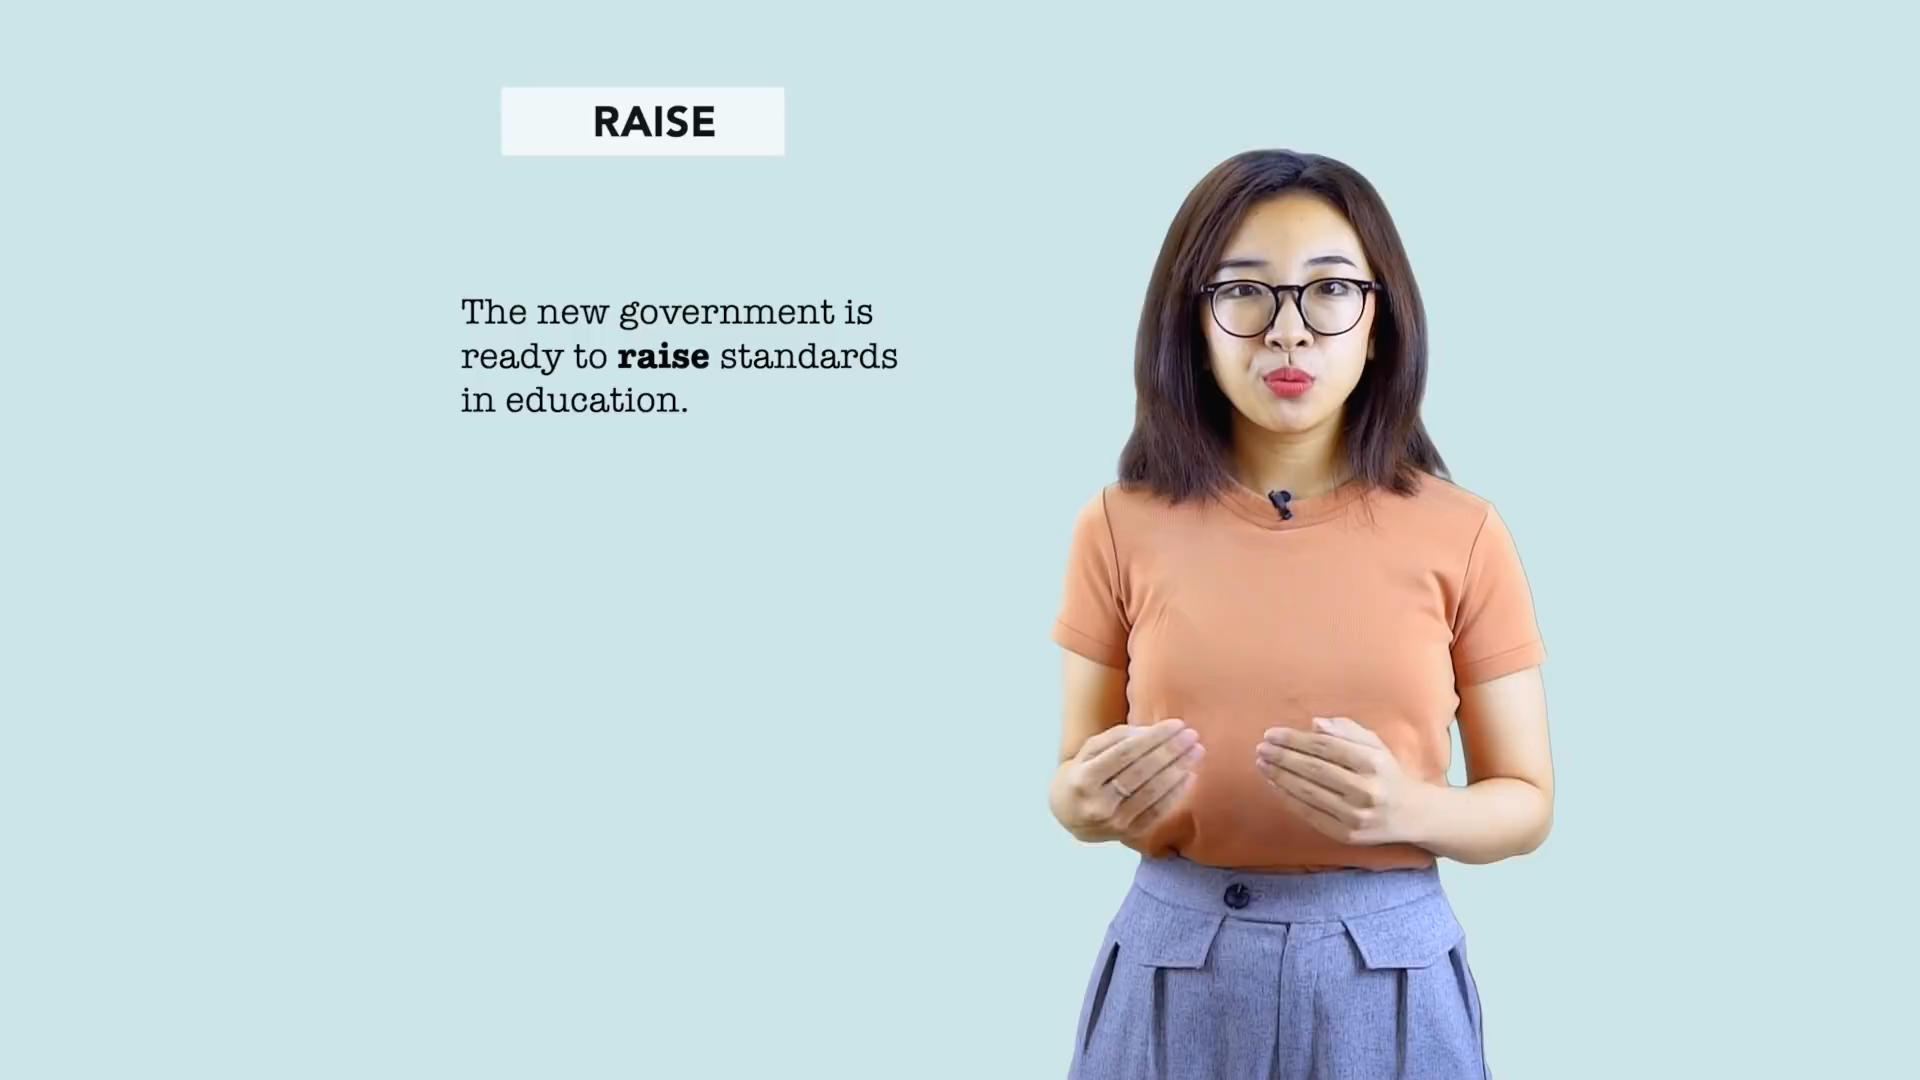 RAISE
The new government is
ready to raise standards
in education.